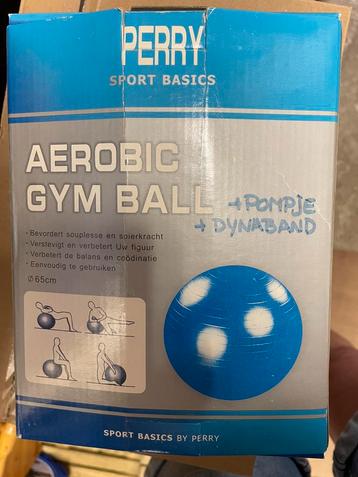 PERRY
SPORT BASICS
AEROBIC
GYM BALL
+ POMPJE
+ DYNABAND
· Bevordert souplesse en spierkracht
· Verstevigt en verbetert Uw figuur
· Verbetert de balans en coödinatie
· Eenvoudig te gebruiken
∅65cm
SPORT BASICS BY PERRY